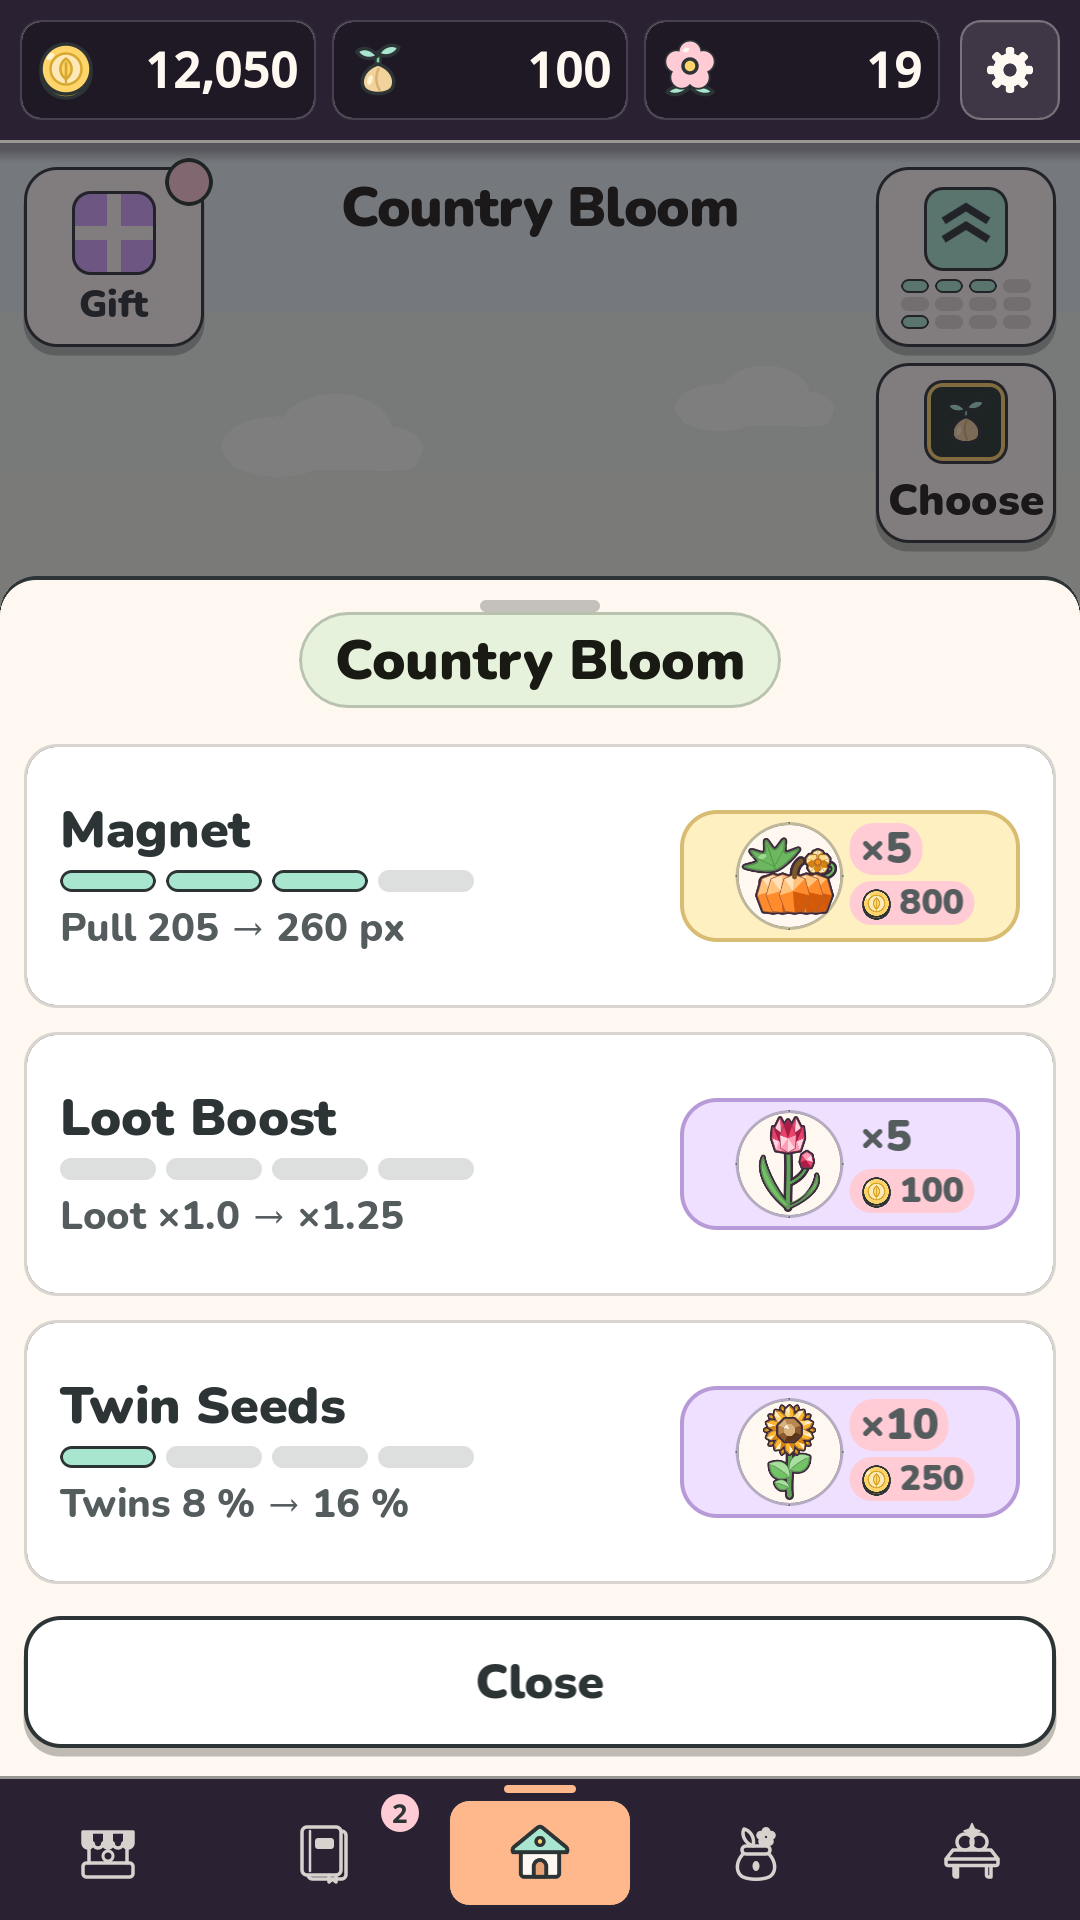 12,050
100
19
Gift
Country Bloom
Choose
Country Bloom
Magnet
Pull 205 → 260 px
×5
800
Loot Boost
Loot ×1.0 → ×1.25
×5
100
Twin Seeds
Twins 8 % → 16 %
×10
250
Close
2